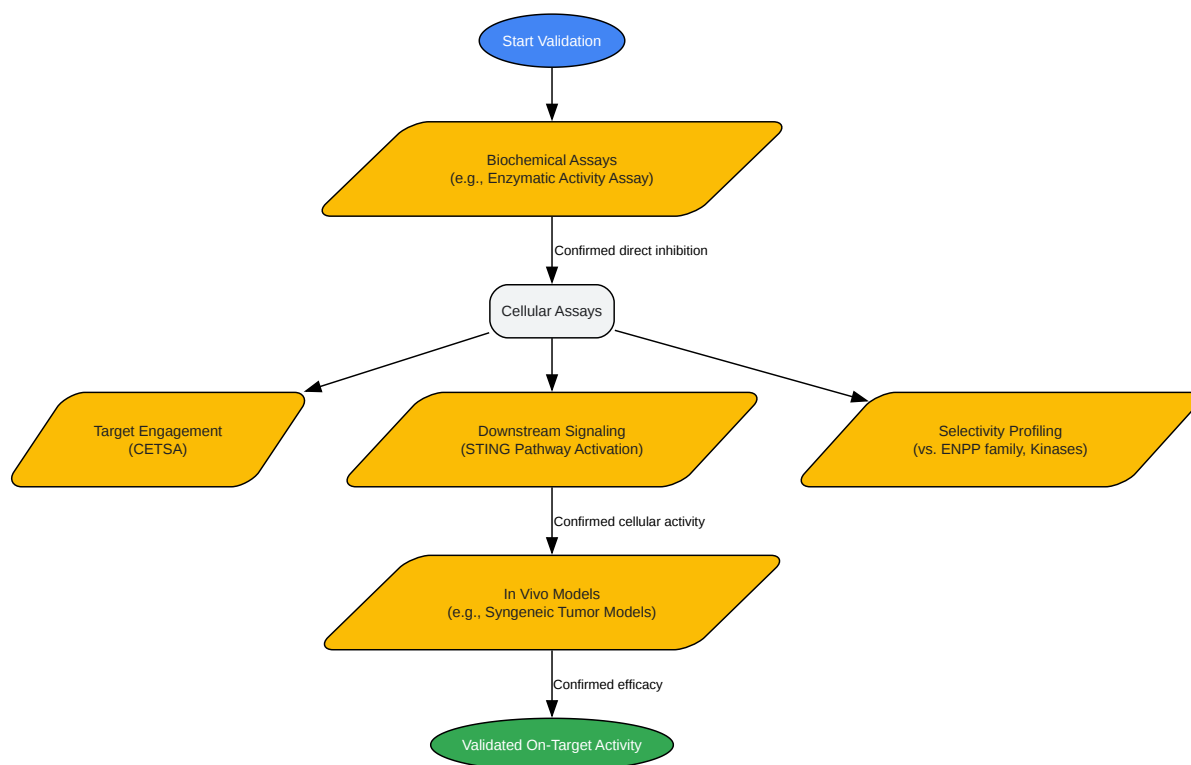 Start Validation
Biochemical Assays
(e.g., Enzymatic Activity Assay)
Confirmed direct inhibition
Cellular Assays
Target Engagement
(CETSA)
Downstream Signaling
(STING Pathway Activation)
Selectivity Profiling
(vs. ENPP family, Kinases)
Confirmed cellular activity
In Vivo Models
(e.g., Syngeneic Tumor Models)
Confirmed efficacy
Validated On-Target Activity